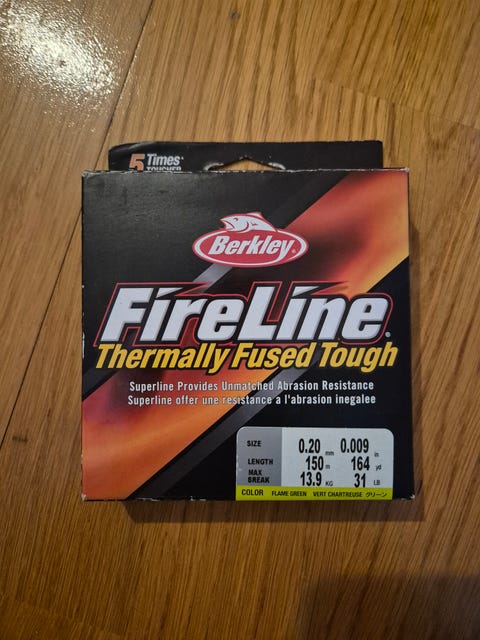 5 Times
TOUGHER
Berkley®
FireLine®
Thermally Fused Tough
Superline Provides Unmatched Abrasion Resistance
Superline offer une resistance a l'abrasion inegalee
SIZE 0.20 mm 0.009 in
LENGTH 150 m 164 yd
MAX BREAK 13.9 KG 31 LB
COLOR FLAME GREEN VERT CHARTREUSE グリーン